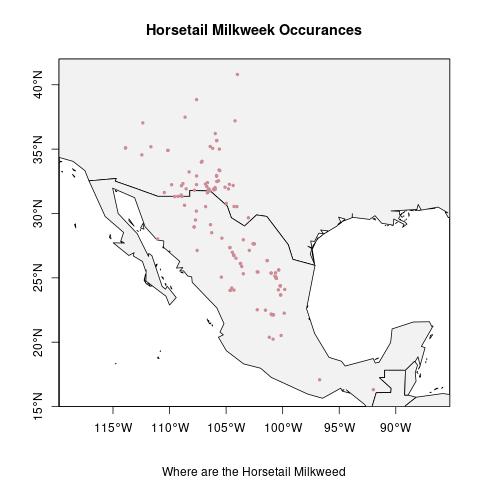 Horsetail Milkweek Occurances
40°N
35°N
30°N
25°N
20°N
15°N
115°W 110°W 105°W 100°W 95°W 90°W
Where are the Horsetail Milkweed